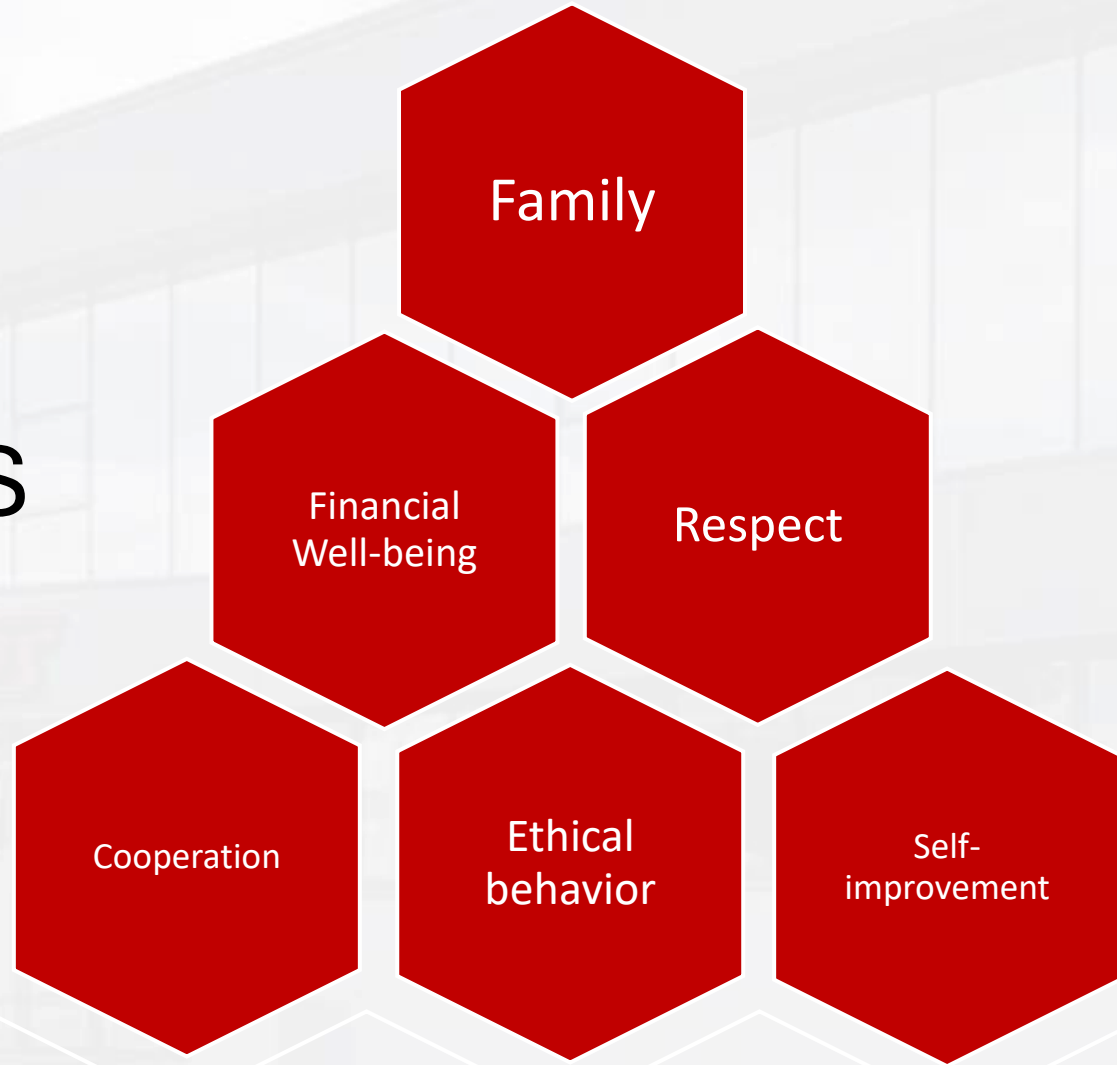 Family
s
Financial
Well-being
Respect
Cooperation
Ethical
behavior
Self-
improvement